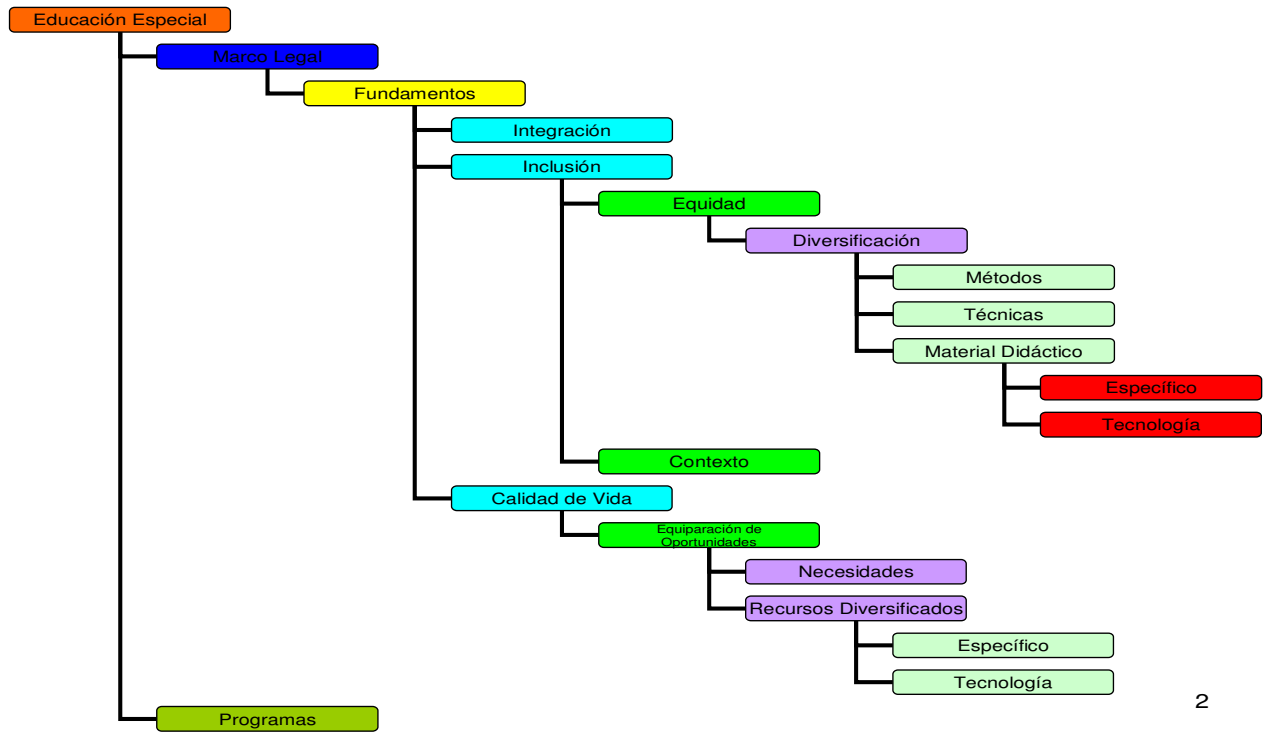 Educación Especial
Marco Legal
Fundamentos
Integración
Inclusión
Equidad
Diversificación
Métodos
Técnicas
Material Didáctico
Específico
Tecnología
Contexto
Calidad de Vida
Equiparación de
Oportunidades
Necesidades
Recursos Diversificados
Específico
Tecnología
2
Programas